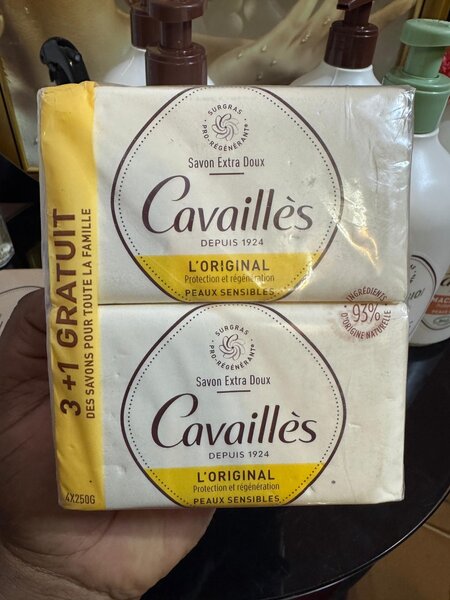 3+1 GRATUIT
DES SAVONS POUR TOUTE LA FAMILLE
4X250G
SURGRAS
PRO-RÉGÉNÉRANT*
Savon Extra Doux
Cavaillès
DEPUIS 1924
L'ORIGINAL
Protection et régénération
PEAUX SENSIBLES
INGRÉDIENTS
93%
D'ORIGINE NATURELLE
SURGRAS
PRO-RÉGÉNÉRANT*
Savon Extra Doux
Cavaillès
DEPUIS 1924
L'ORIGINAL
Protection et régénération
PEAUX SENSIBLES